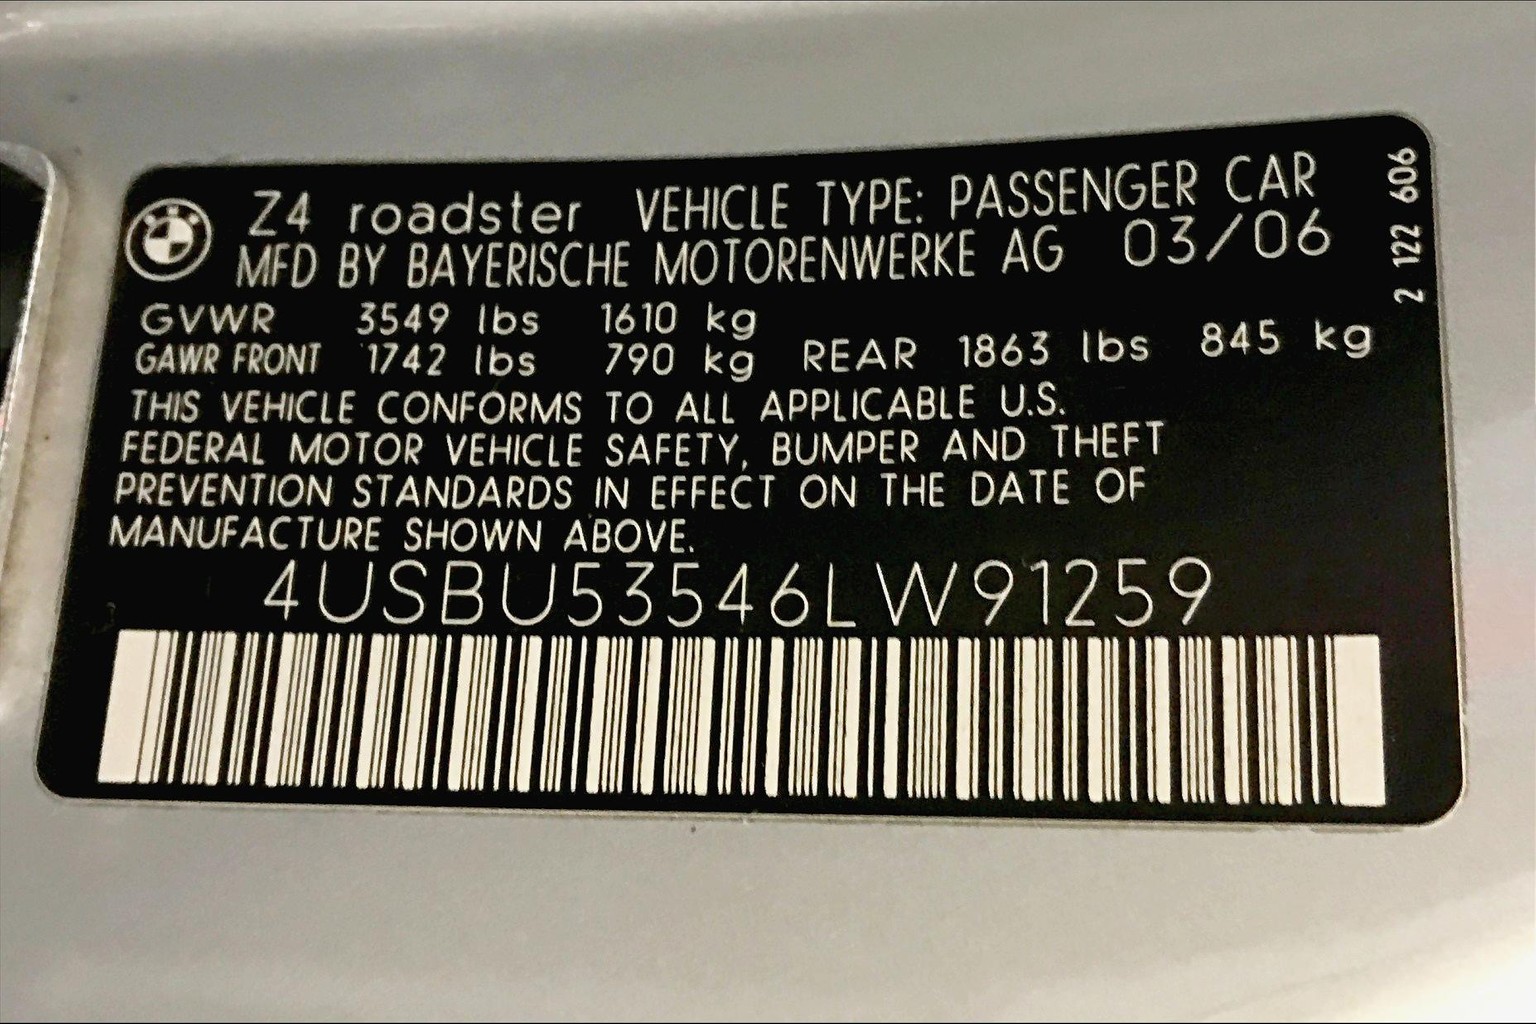 Z4 roadster VEHICLE TYPE: PASSENGER CAR
MFD BY BAYERISCHE MOTORENWERKE AG 03/06
GVWR 3549 lbs 1610 kg
GAWR FRONT 1742 lbs 790 kg REAR 1863 lbs 845 kg
THIS VEHICLE CONFORMS TO ALL APPLICABLE U.S.
FEDERAL MOTOR VEHICLE SAFETY, BUMPER AND THEFT
PREVENTION STANDARDS IN EFFECT ON THE DATE OF
MANUFACTURE SHOWN ABOVE.
4USBU53546LW91259
2 122 606